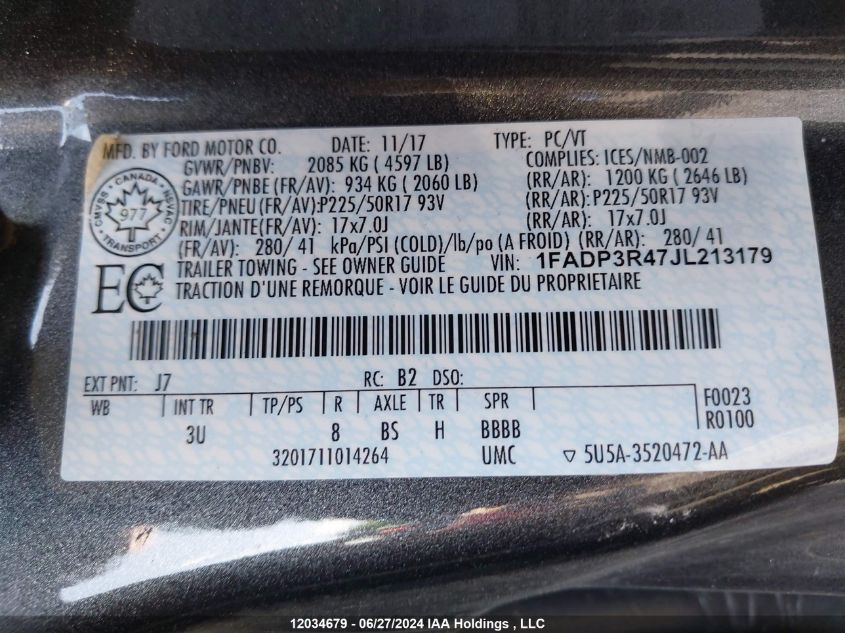 MFD. BY FORD MOTOR CO. DATE: 11/17 TYPE: PC/VT
GVWR/PNBV: 2085 KG ( 4597 LB) COMPLIES: ICES/NMB-002
GAWR/PNBE (FR/AV): 934 KG ( 2060 LB) (RR/AR): 1200 KG ( 2646 LB)
TIRE/PNEU (FR/AV):P225/50R17 93V (RR/AR): P225/50R17 93V
RIM/JANTE(FR/AV): 17x7.0J (RR/AR): 17x7.0J
(FR/AV): 280/ 41 kPa/PSI (COLD)/lb/po (A FROID) (RR/AR): 280/ 41
TRAILER TOWING - SEE OWNER GUIDE VIN: 1FADP3R47JL213179
TRACTION D'UNE REMORQUE - VOIR LE GUIDE DU PROPRIETAIRE
CANADA
CMVSS
NSVAC
977
TRANSPORT
EC
EXT PNT: J7 RC: B2 DSO:
WB INT TR TP/PS R AXLE TR SPR F0023
R0100
3U 8 BS H BBBB
3201711014264 UMC ▽ 5U5A-3520472-AA
12034679 - 06/27/2024 IAA Holdings , LLC